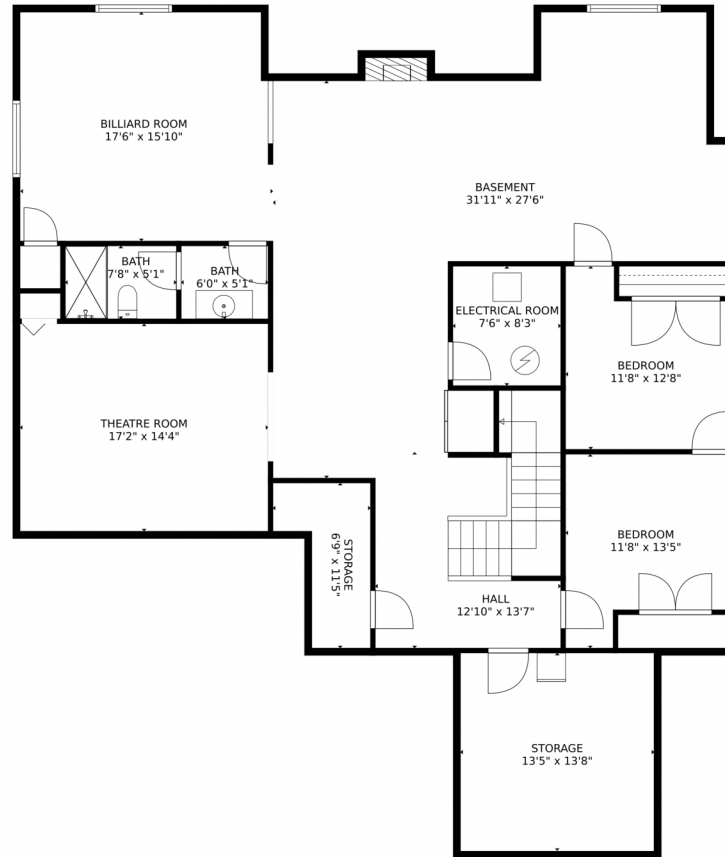 BILLIARD ROOM
17'6" x 15'10"
BASEMENT
31'11" x 27'6"
BATH
7'8" x 5'1"
BATH
6'0" x 5'1"
ELECTRICAL ROOM
7'6" x 8'3"
BEDROOM
11'8" x 12'8"
THEATRE ROOM
17'2" x 14'4"
BEDROOM
11'8" x 13'5"
STORAGE
6'9" x 11'5"
HALL
12'10" x 13'7"
STORAGE
13'5" x 13'8"